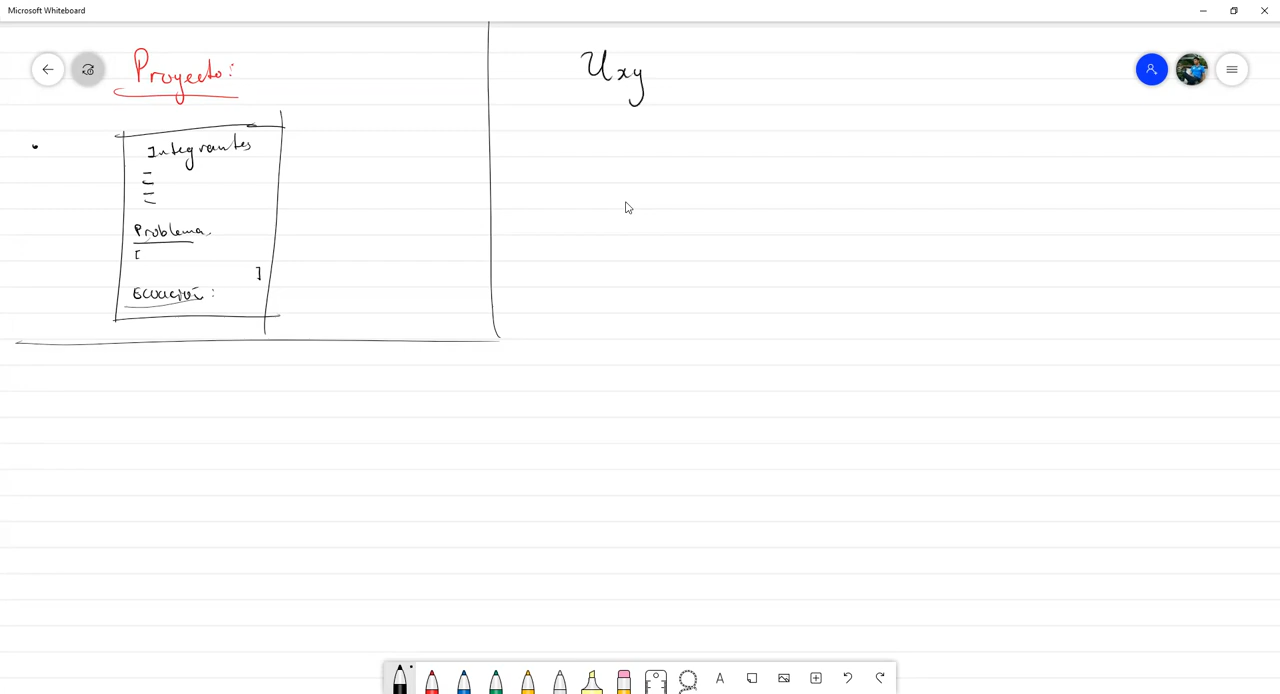 Microsoft Whiteboard
Proyecto:
Integrantes
Problema
[
]
Ecuación:
Uxy
A